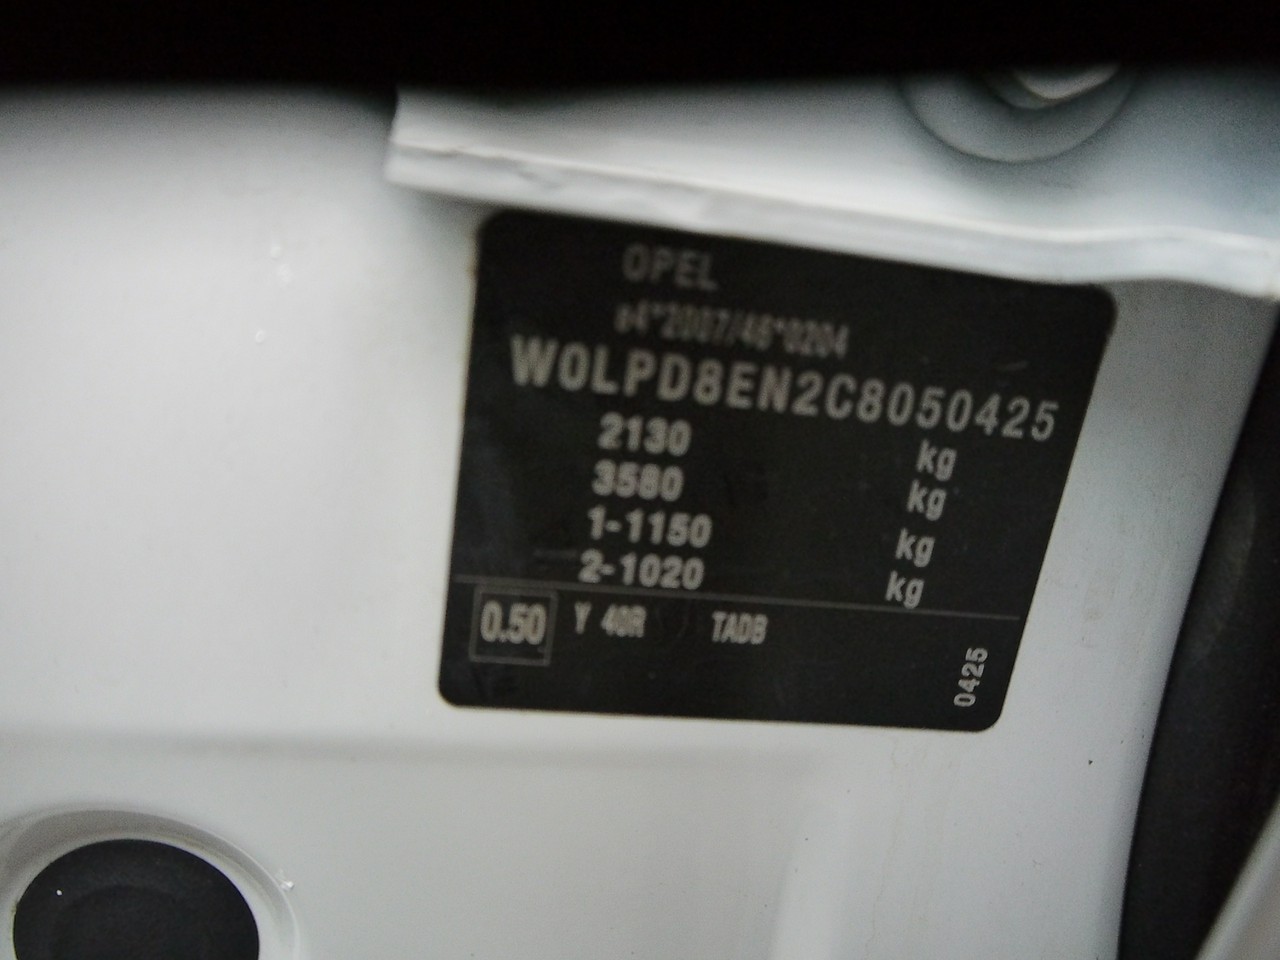 OPEL
e4*2007/46*0204
W0LPD8EN2C8050425
2130 kg
3580 kg
1-1150 kg
2-1020 kg
0.50 Y 40R TADB
0425